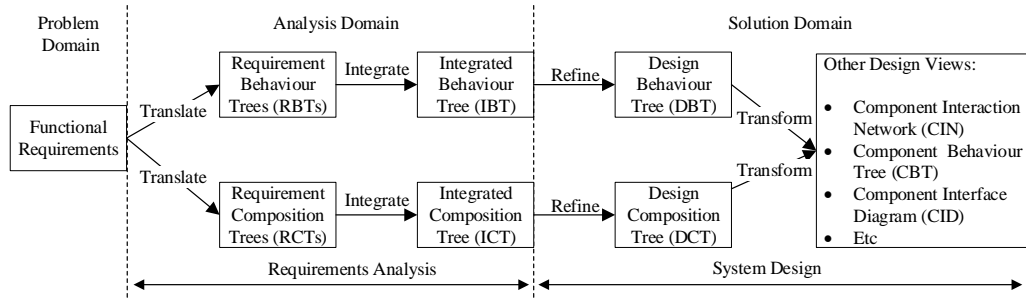 Problem
Domain
Analysis Domain
Solution Domain
Functional
Requirements
Translate
Translate
Requirement
Behaviour
Trees (RBTs)
Integrate
Integrated
Behaviour
Tree (IBT)
Refine
Design
Behaviour
Tree (DBT)
Transform
Requirement
Composition
Trees (RCTs)
Integrate
Integrated
Composition
Tree (ICT)
Refine
Design
Composition
Tree (DCT)
Transform
Other Design Views:
• Component Interaction
Network (CIN)
• Component Behaviour
Tree (CBT)
• Component Interface
Diagram (CID)
• Etc
Requirements Analysis
System Design